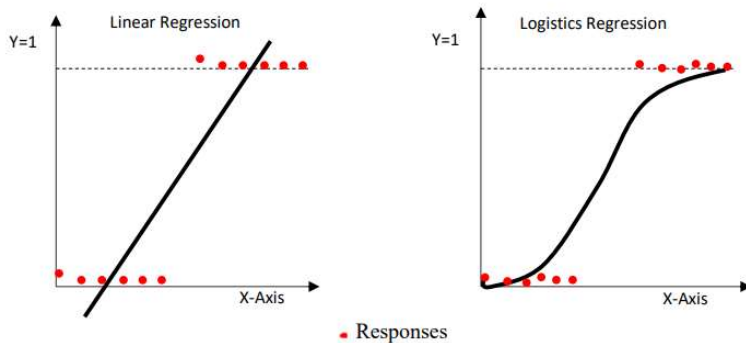 Linear Regression
Y=1
X-Axis
Logistics Regression
Y=1
X-Axis
Responses